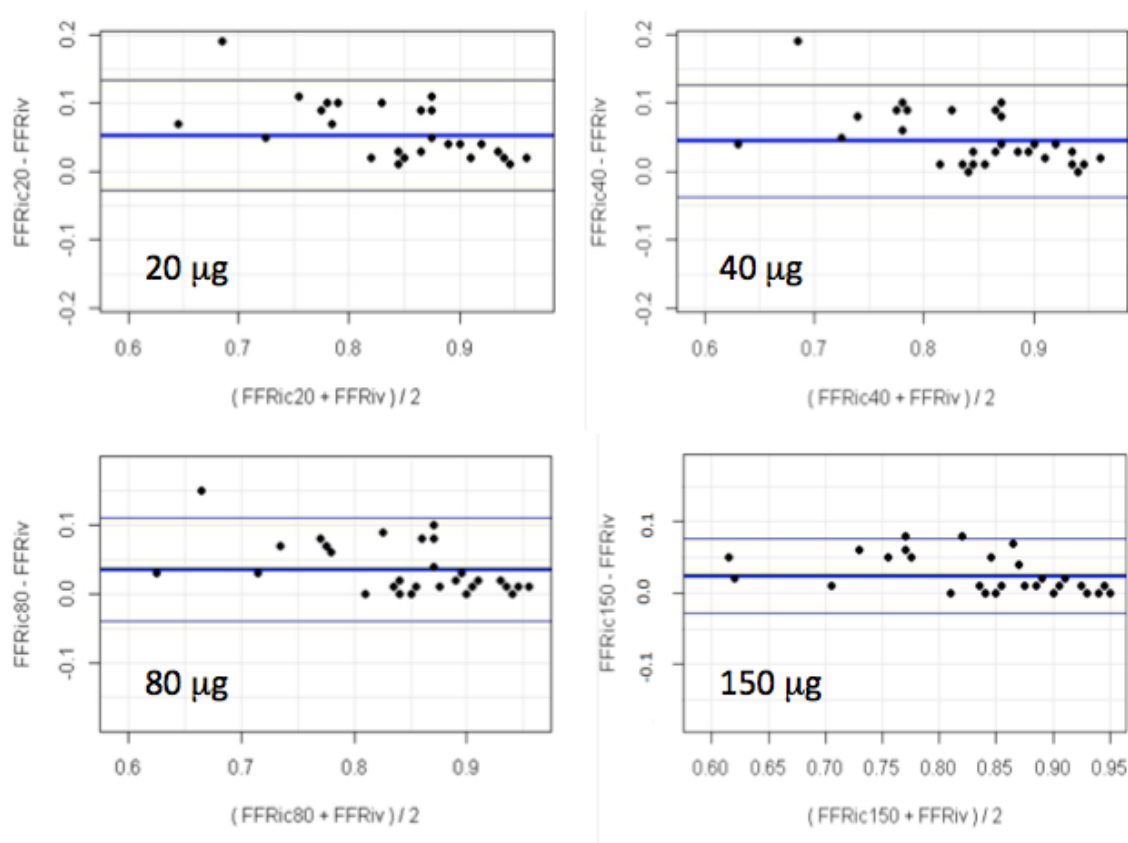 0.2
0.1
0.0
-0.1
-0.2
FFRic20 - FFRiv
20 μg
0.6 0.7 0.8 0.9
( FFRic20 + FFRiv ) / 2
0.2
0.1
0.0
-0.1
-0.2
FFRic40 - FFRiv
40 μg
0.6 0.7 0.8 0.9
( FFRic40 + FFRiv ) / 2
0.1
0.0
-0.1
FFRic80 - FFRiv
80 μg
0.6 0.7 0.8 0.9
( FFRic80 + FFRiv ) / 2
0.1
0.0
-0.1
FFRic150 - FFRiv
150 μg
0.60 0.65 0.70 0.75 0.80 0.85 0.90 0.95
( FFRic150 + FFRiv ) / 2